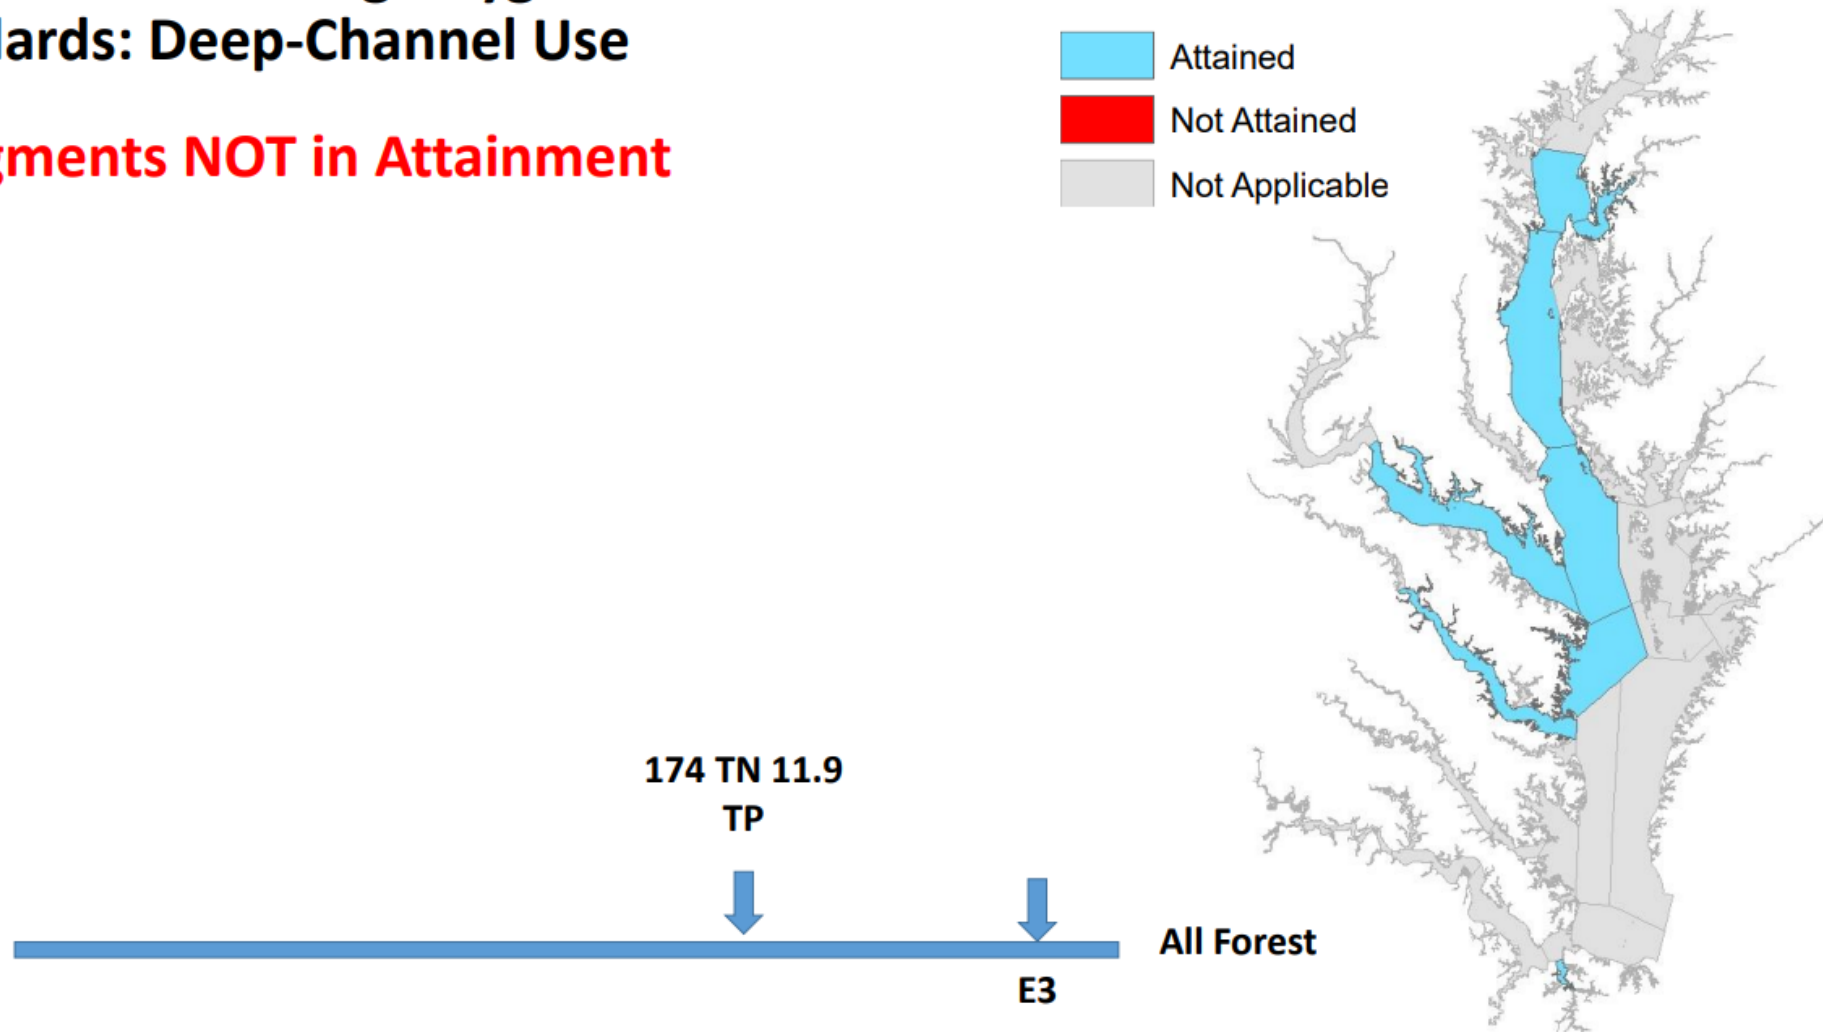 dards: Deep-Channel Use
gments NOT in Attainment
Attained
Not Attained
Not Applicable
174 TN 11.9
TP
All Forest
E3